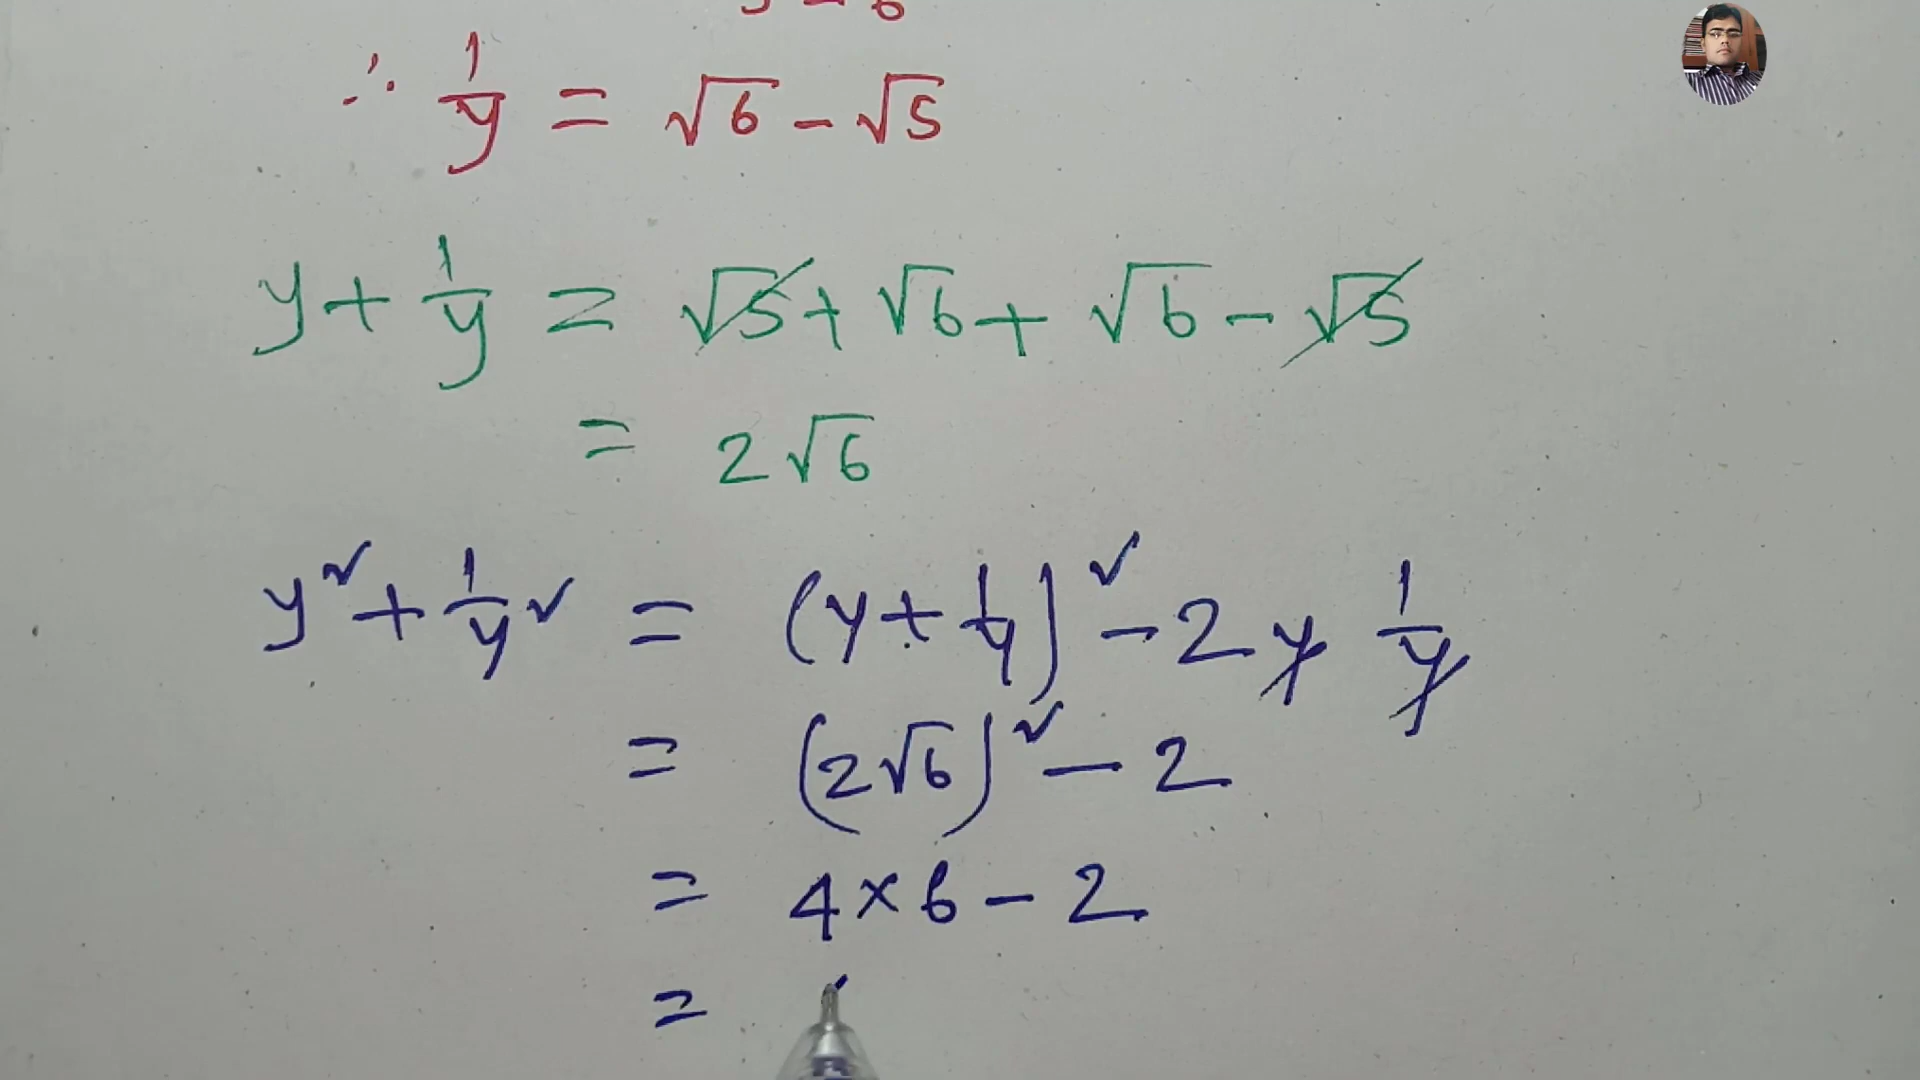 ∴ 1/y = √6 - √5
y + 1/y = √5 + √6 + √6 - √5
= 2√6
y² + 1/y² = (y + 1/y)² - 2 y 1/y
= (2√6)² - 2
= 4 × 6 - 2
=